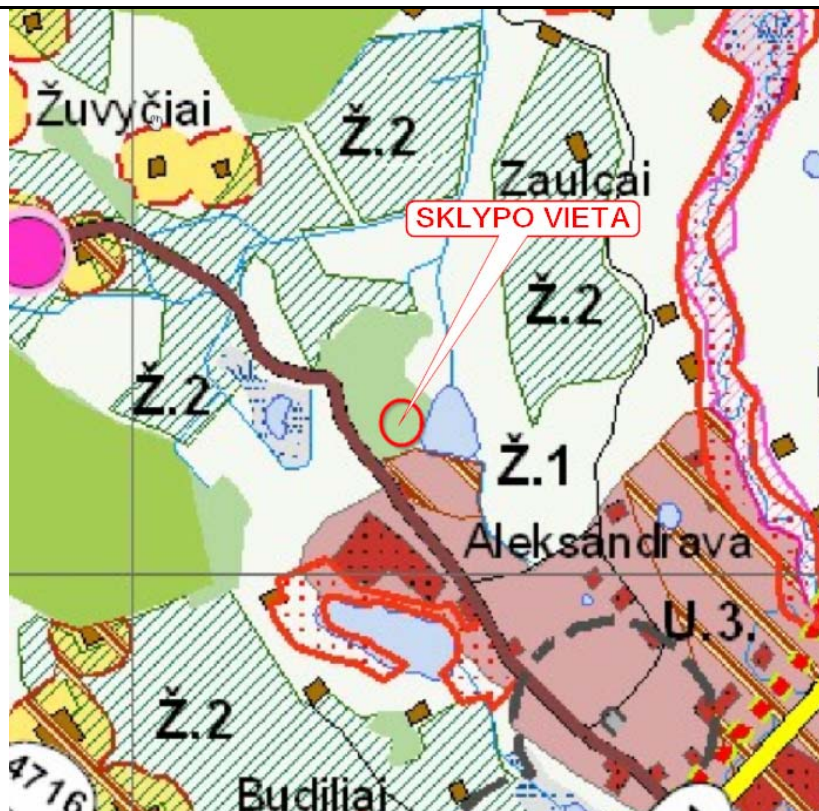 Žuvyčiai
Ž.2
Zaulcai
SKLYPO VIETA
Ž.2
Ž.2
Ž.1
Aleksandrava
U.3.
Ž.2
4716
Budiliai